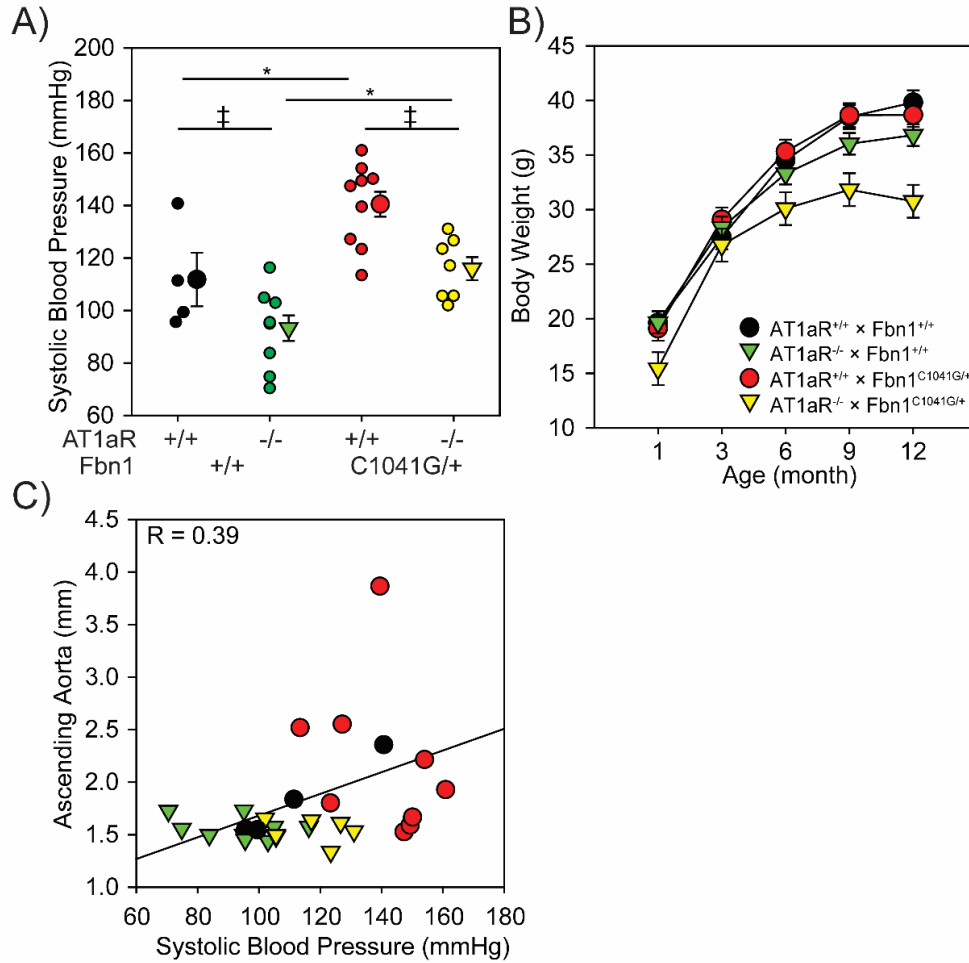 A)
Systolic Blood Pressure (mmHg)
200
180
160
140
120
100
80
60
*
*
‡
‡
AT1aR +/+ -/- +/+ -/-
Fbn1 +/+ C1041G/+
B)
Body Weight (g)
45
40
35
30
25
20
15
10
AT1aR+/+ × Fbn1+/+
AT1aR-/- × Fbn1+/+
AT1aR+/+ × Fbn1C1041G/+
AT1aR-/- × Fbn1C1041G/+
1 3 6 9 12
Age (month)
C)
Ascending Aorta (mm)
4.5
4.0
3.5
3.0
2.5
2.0
1.5
1.0
R = 0.39
60 80 100 120 140 160 180
Systolic Blood Pressure (mmHg)